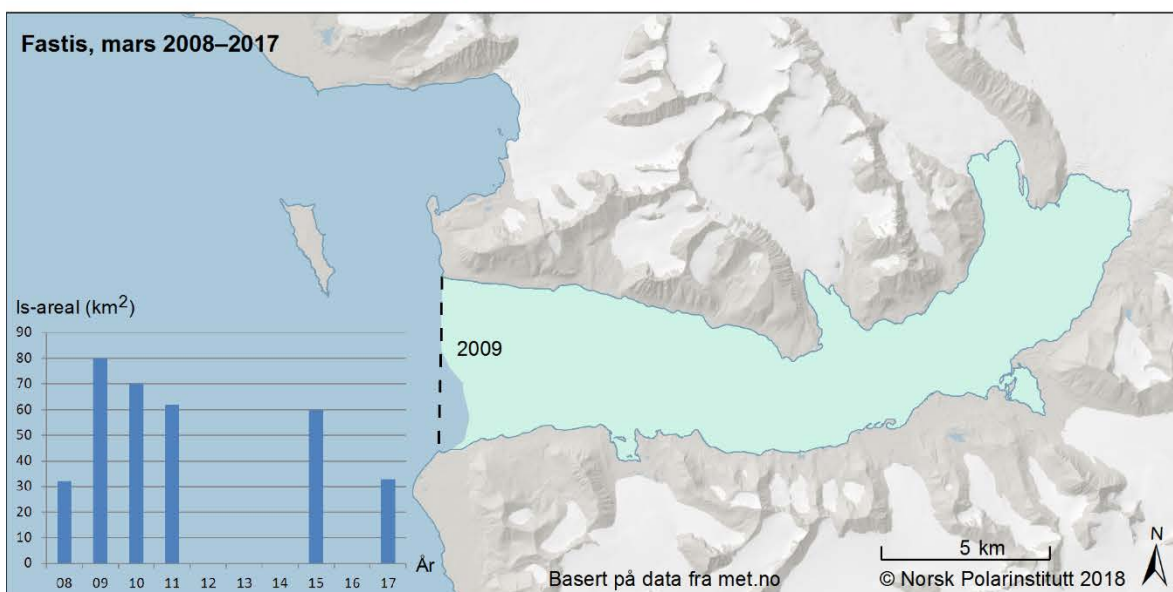 Fastis, mars 2008–2017
Is-areal (km²)
90
80
70
60
50
40
30
20
10
0
08 09 10 11 12 13 14 15 16 17
År
2009
5 km
N
Basert på data fra met.no
© Norsk Polarinstitutt 2018